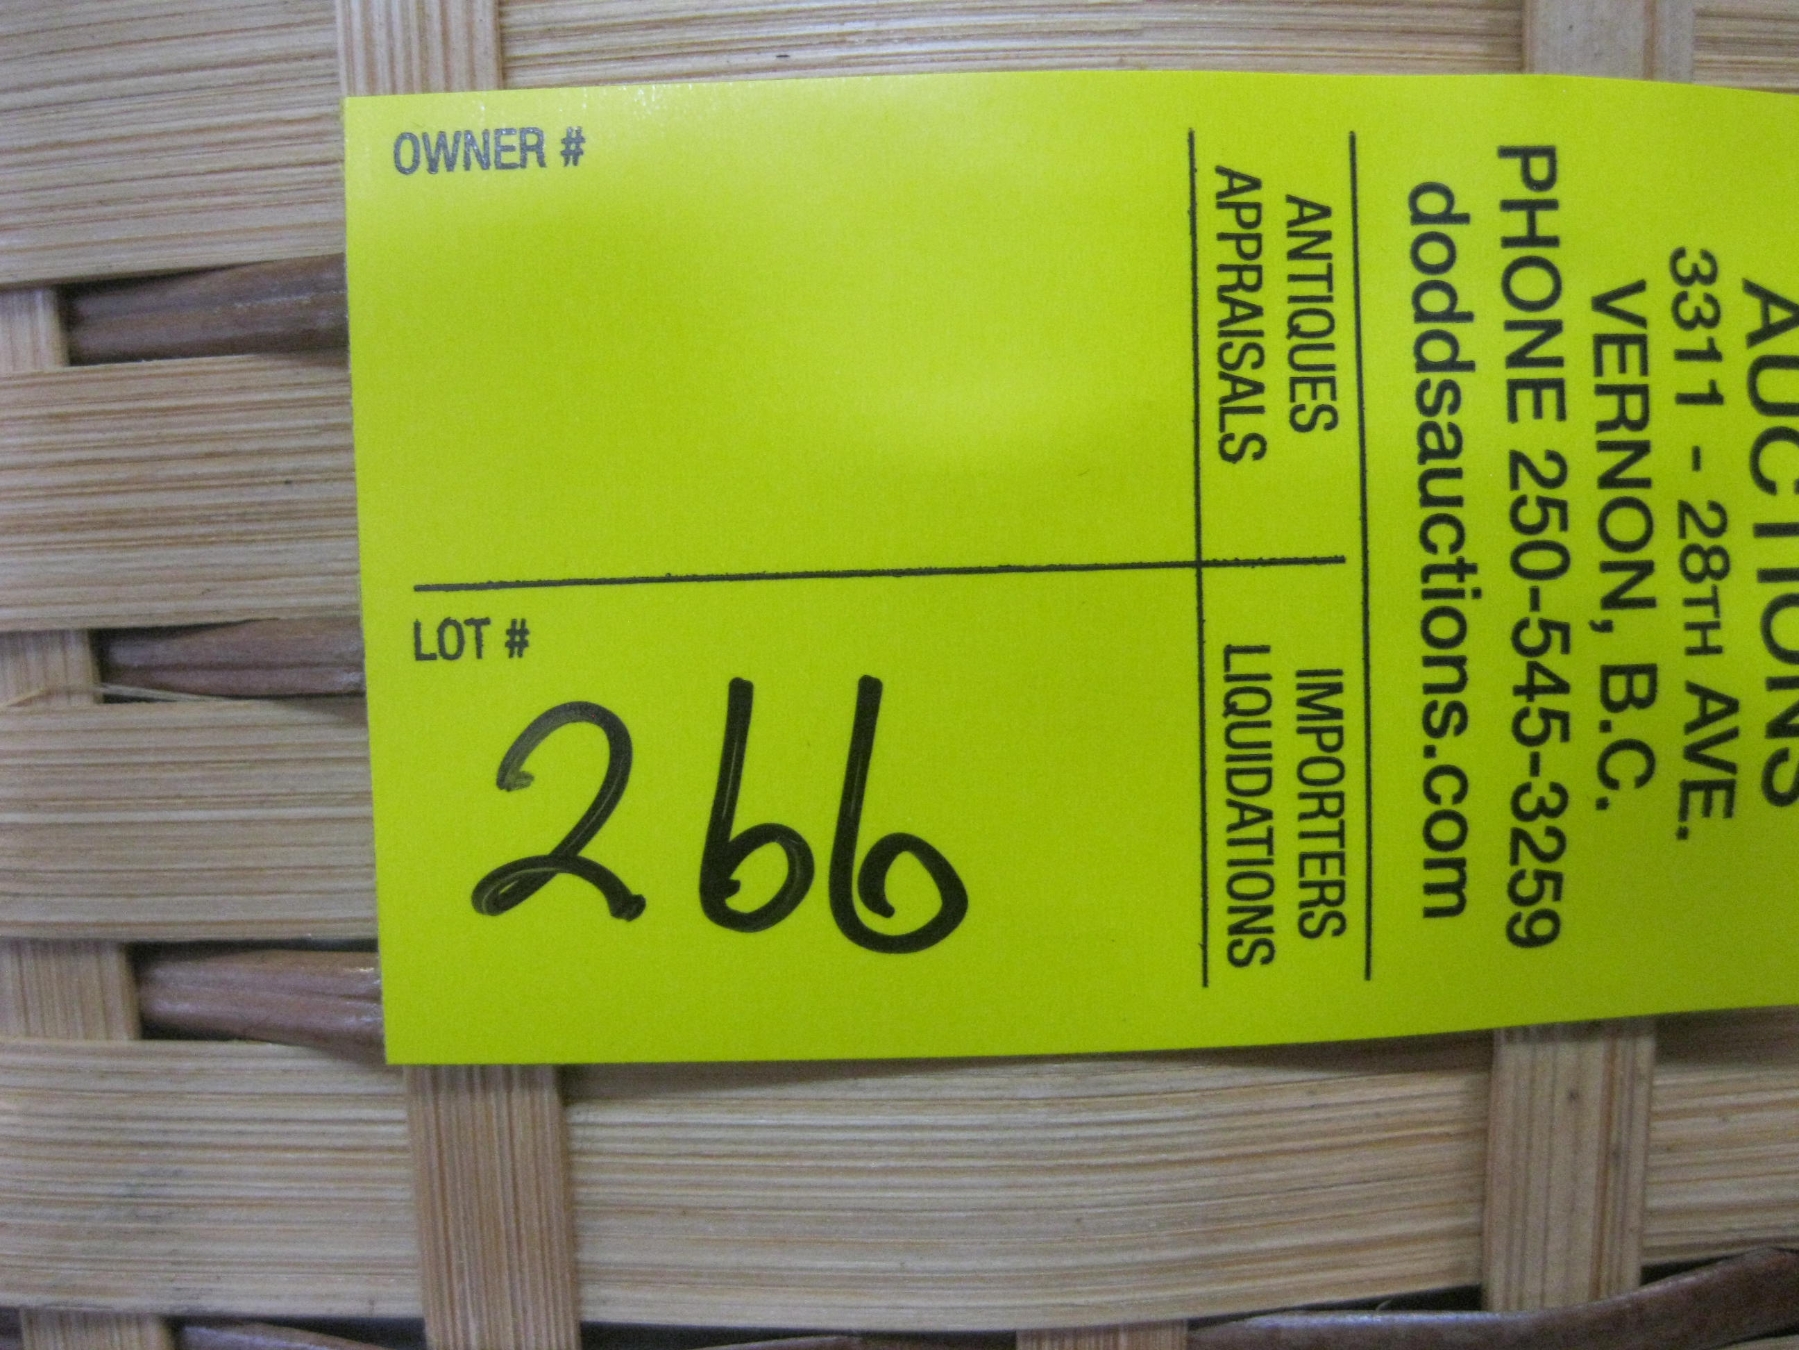 AUCTIONS
3311 - 28TH AVE.
VERNON, B.C.
PHONE 250-545-3259
doddsauctions.com
ANTIQUES IMPORTERS
APPRAISALS LIQUIDATIONS
OWNER #
LOT #
266